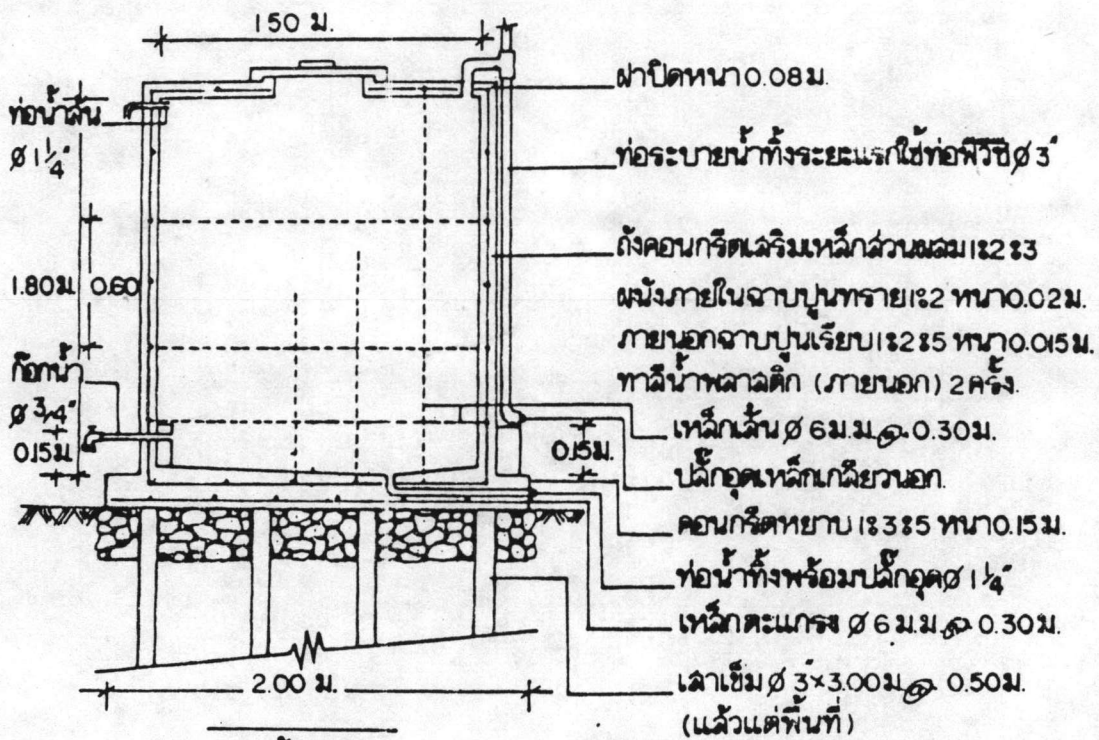 1.50 ม.
ฝาปิดหนา 0.08 ม.
ท่อน้ำล้น
Ø 1 1/4"
ท่อระบายน้ำทิ้งระยะแรกใช้ท่อพีวีซี Ø 3"
ถังคอนกรีตเสริมเหล็กส่วนผสม 1:2:3
1.80 ม.
0.60
ผนังภายในฉาบปูนทราย 1:2 หนา 0.02 ม.
ภายนอกฉาบปูนเรียบ 1:2:5 หนา 0.015 ม.
ทาสีน้ำพลาสติก (ภายนอก) 2 ครั้ง.
ก๊อกน้ำ
Ø 3/4"
0.15 ม.
0.15 ม.
เหล็กเส้น Ø 6 ม.ม. @ 0.30 ม.
ปลั๊กอุดเหล็กเกลียวนอก
คอนกรีตหยาบ 1:3:5 หนา 0.15 ม.
ท่อน้ำทิ้งพร้อมปลั๊กอุด Ø 1 1/4"
เหล็กตะแกรง Ø 6 ม.ม. @ 0.30 ม.
2.00 ม.
เสาเข็ม Ø 3"×3.00 ม. @ 0.50 ม.
(แล้วแต่พื้นที่)